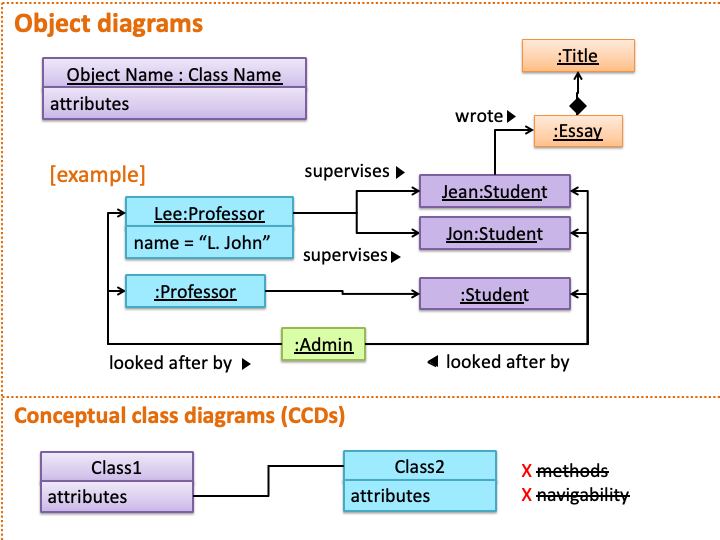 Object diagrams
Object Name : Class Name
attributes
:Title
wrote
:Essay
[example]
supervises
Jean:Student
Lee:Professor
name = “L. John”
Jon:Student
supervises
:Professor
:Student
:Admin
looked after by
looked after by
Conceptual class diagrams (CCDs)
Class1
attributes
Class2
attributes
X methods
X navigability